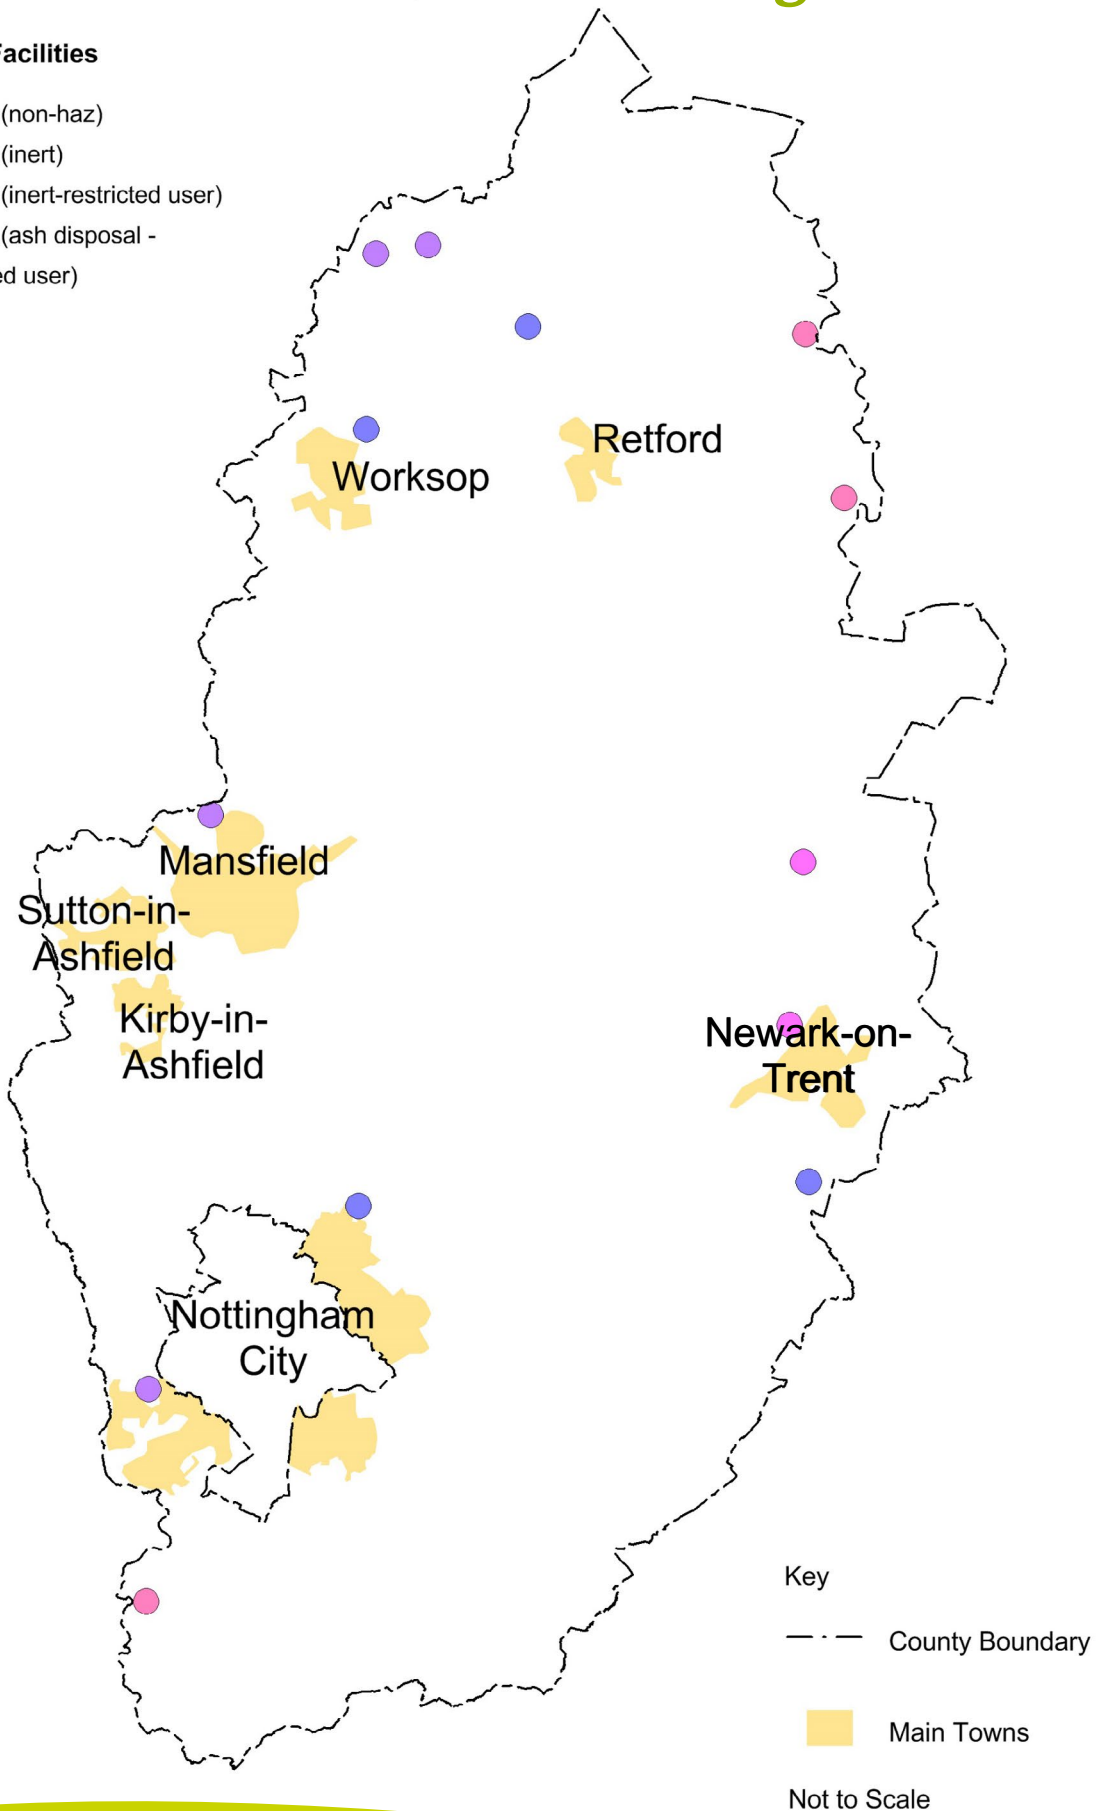 Facilities
(non-haz)
(inert)
(inert-restricted user)
(ash disposal -
ed user)
Retford
Worksop
Mansfield
Sutton-in-
Ashfield
Kirby-in-
Ashfield
Newark-on-
Trent
Nottingham
City
Key
County Boundary
Main Towns
Not to Scale